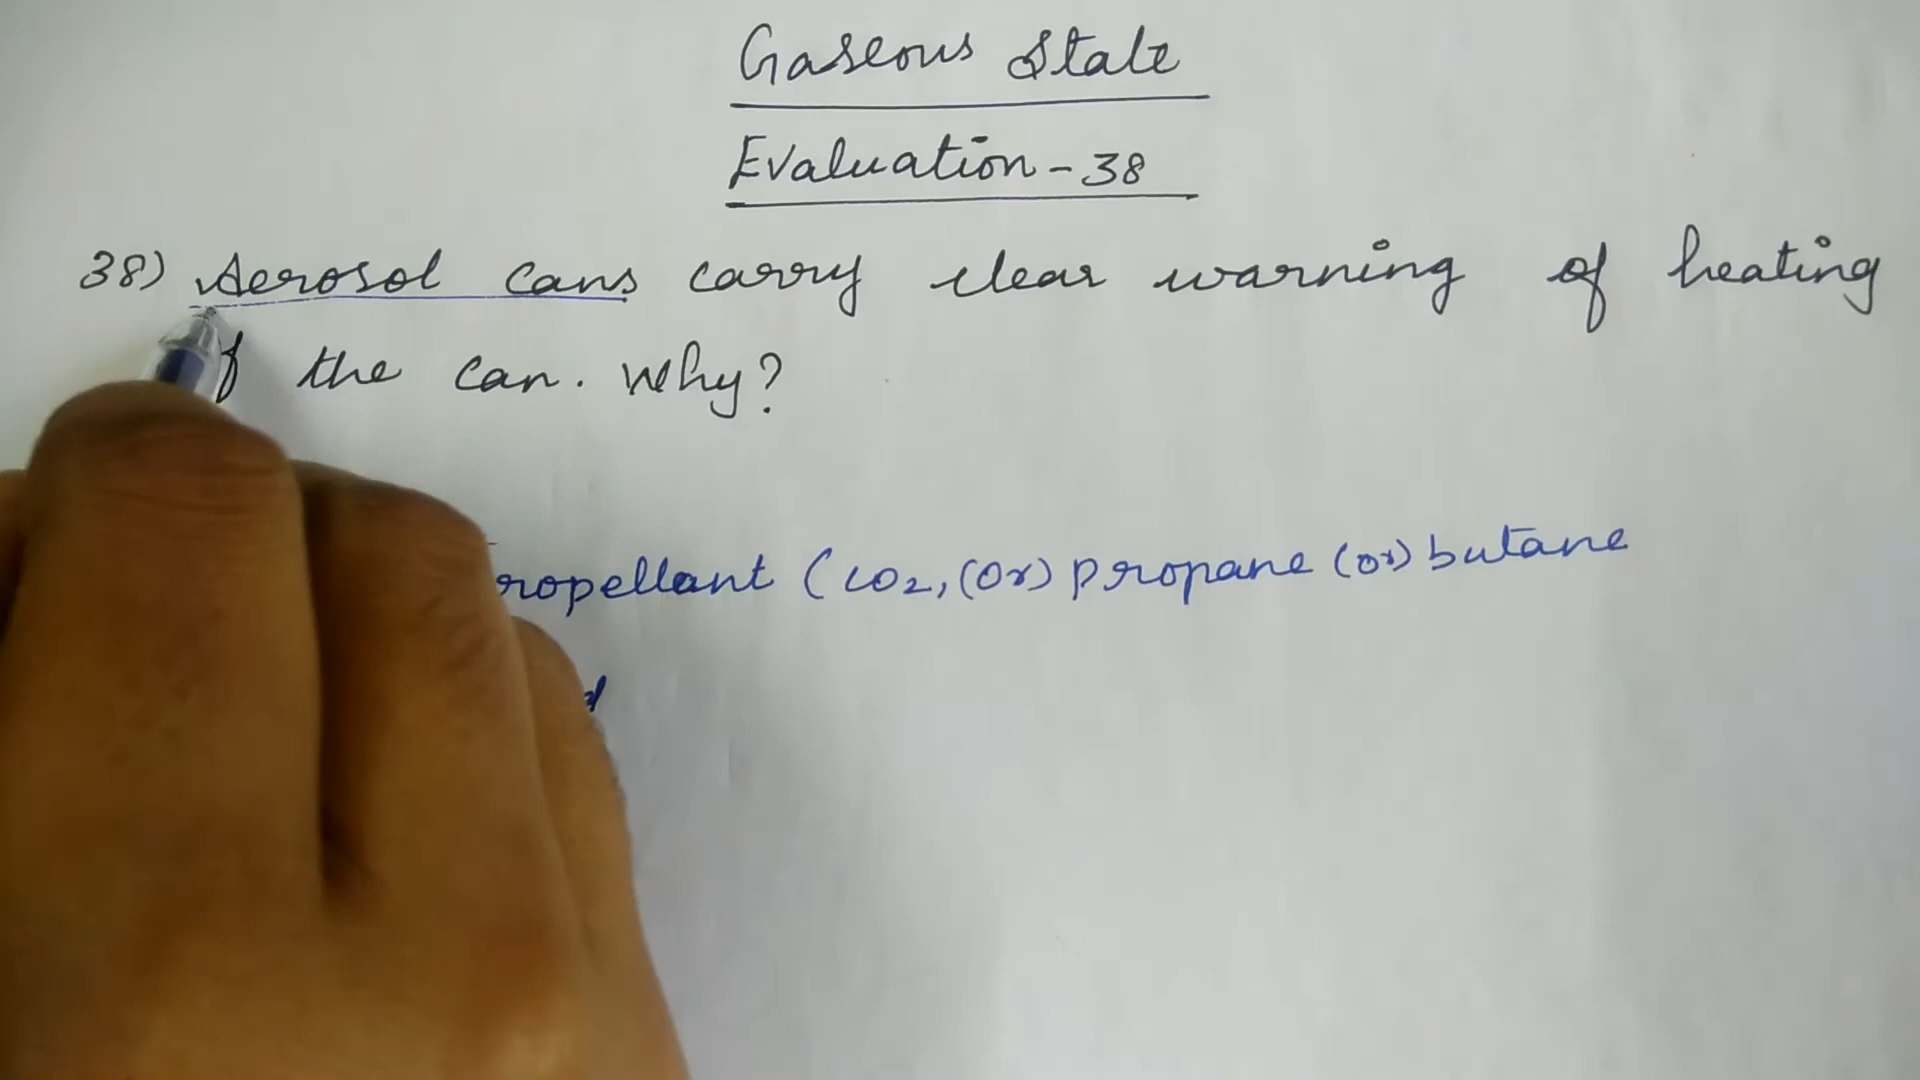 Gaseous State
Evaluation - 38
38) Aerosol cans carry clear warning of heating
the can. Why?
ropellant (CO2, (or) propane (or) butane